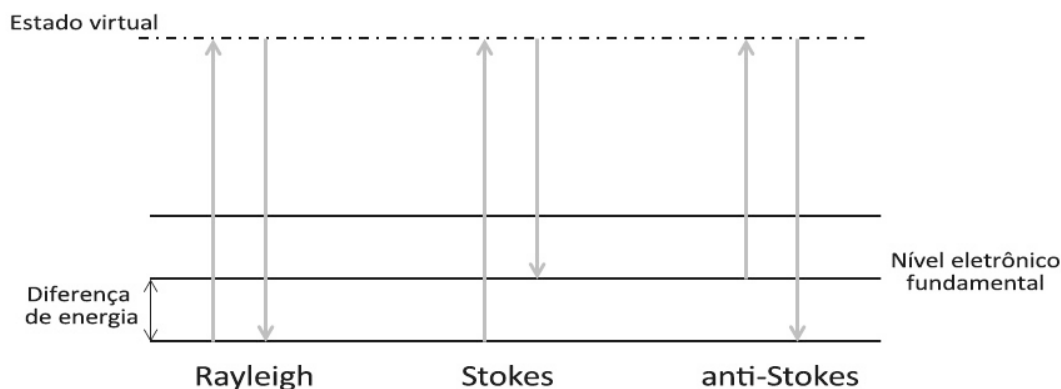 Estado virtual
Nível eletrônico
fundamental
Diferença
de energia
Rayleigh
Stokes
anti-Stokes